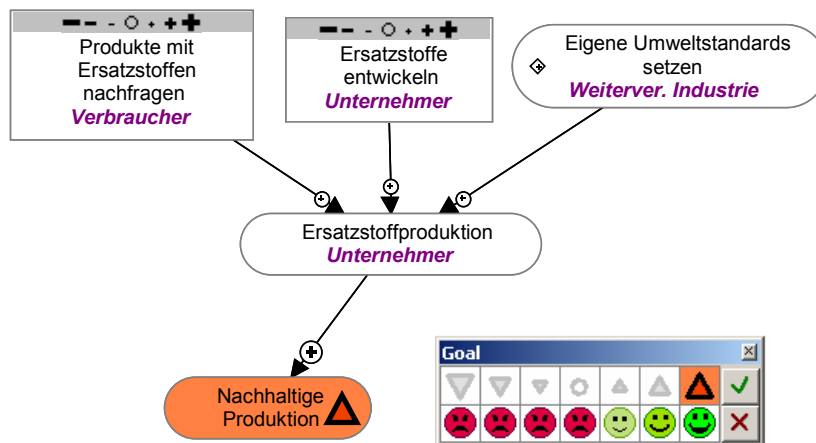 Produkte mit
Ersatzstoffen
nachfragen
Verbraucher
Ersatzstoffe
entwickeln
Unternehmer
Eigene Umweltstandards
setzen
Weiterver. Industrie
Ersatzstoffproduktion
Unternehmer
Nachhaltige
Produktion
Goal